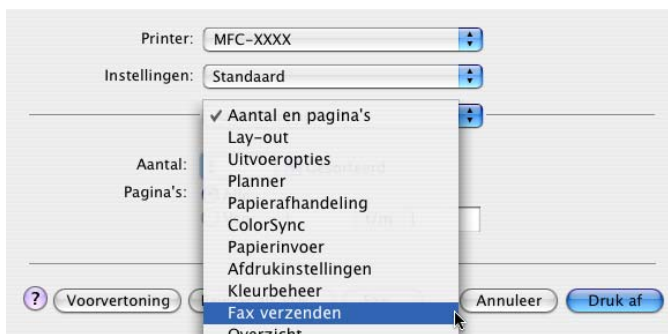 Printer: MFC-XXXX
Instellingen: Standaard
✓ Aantal en pagina's
Lay-out
Uitvoeropties
Aantal:
Planner
Pagina's:
Papierafhandeling
ColorSync
Papierinvoer
Afdrukinstellingen
Kleurbeheer
? Voorvertoning Annuleer Druk af
Fax verzenden
Overzicht